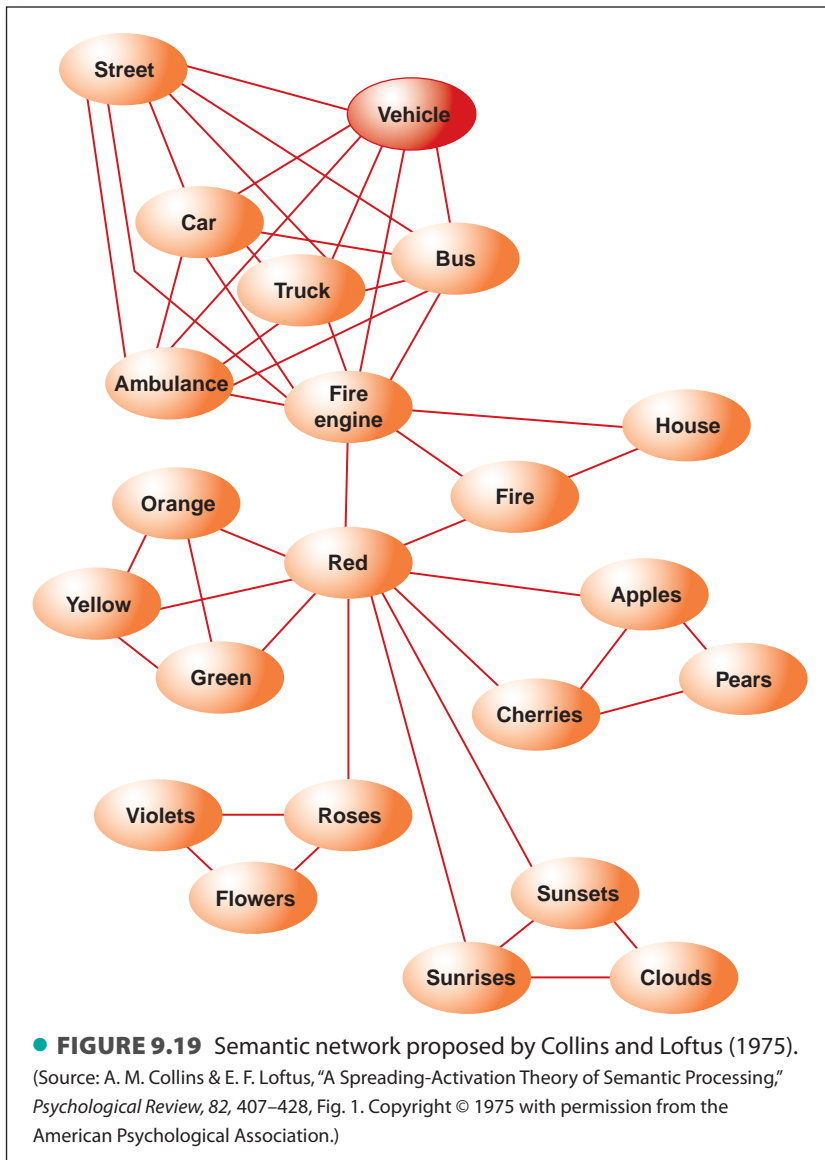 Street
Vehicle
Car
Bus
Truck
Ambulance
Fire
engine
House
Fire
Orange
Red
Yellow
Apples
Green
Pears
Cherries
Violets
Roses
Flowers
Sunsets
Sunrises
Clouds
● FIGURE 9.19 Semantic network proposed by Collins and Loftus (1975).
(Source: A. M. Collins & E. F. Loftus, “A Spreading-Activation Theory of Semantic Processing,”
Psychological Review, 82, 407–428, Fig. 1. Copyright © 1975 with permission from the
American Psychological Association.)